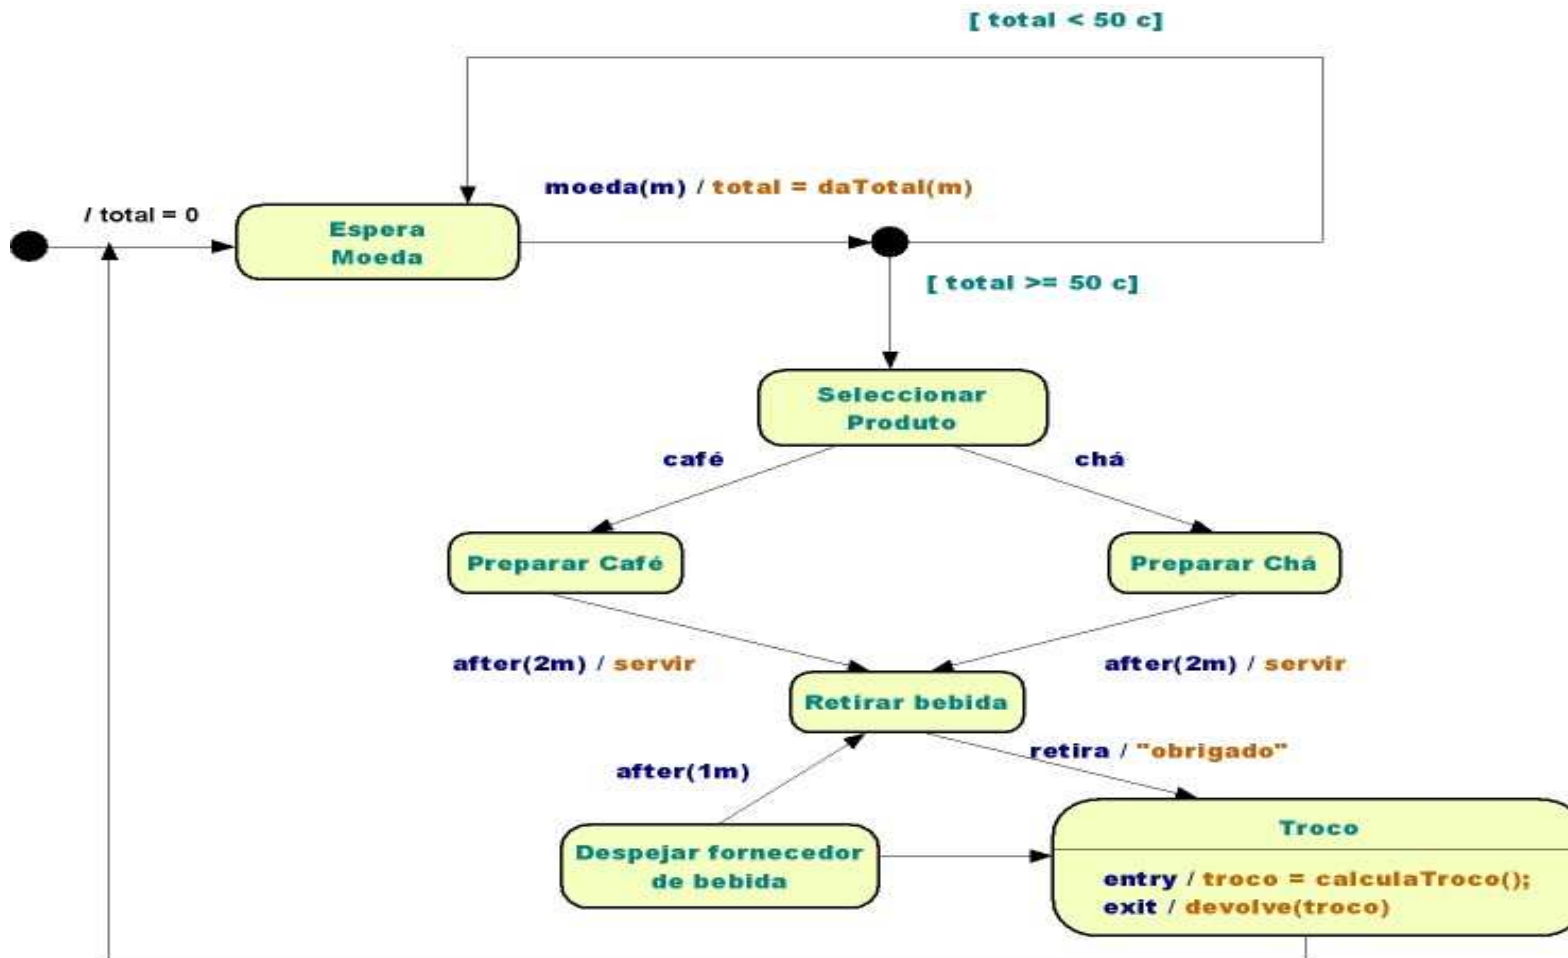 [ total < 50 c]
moeda(m) / total = daTotal(m)
/ total = 0
Espera
Moeda
[ total >= 50 c]
Seleccionar
Produto
café
chá
Preparar Café
Preparar Chá
after(2m) / servir
after(2m) / servir
Retirar bebida
retira / "obrigado"
after(1m)
Despejar fornecedor
de bebida
Troco
entry / troco = calculaTroco();
exit / devolve(troco)